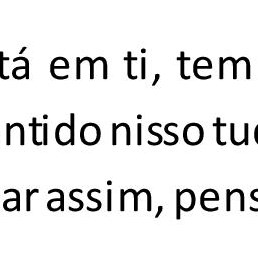 tá em ti, tem
ntido nisso tu
ar assim, pens